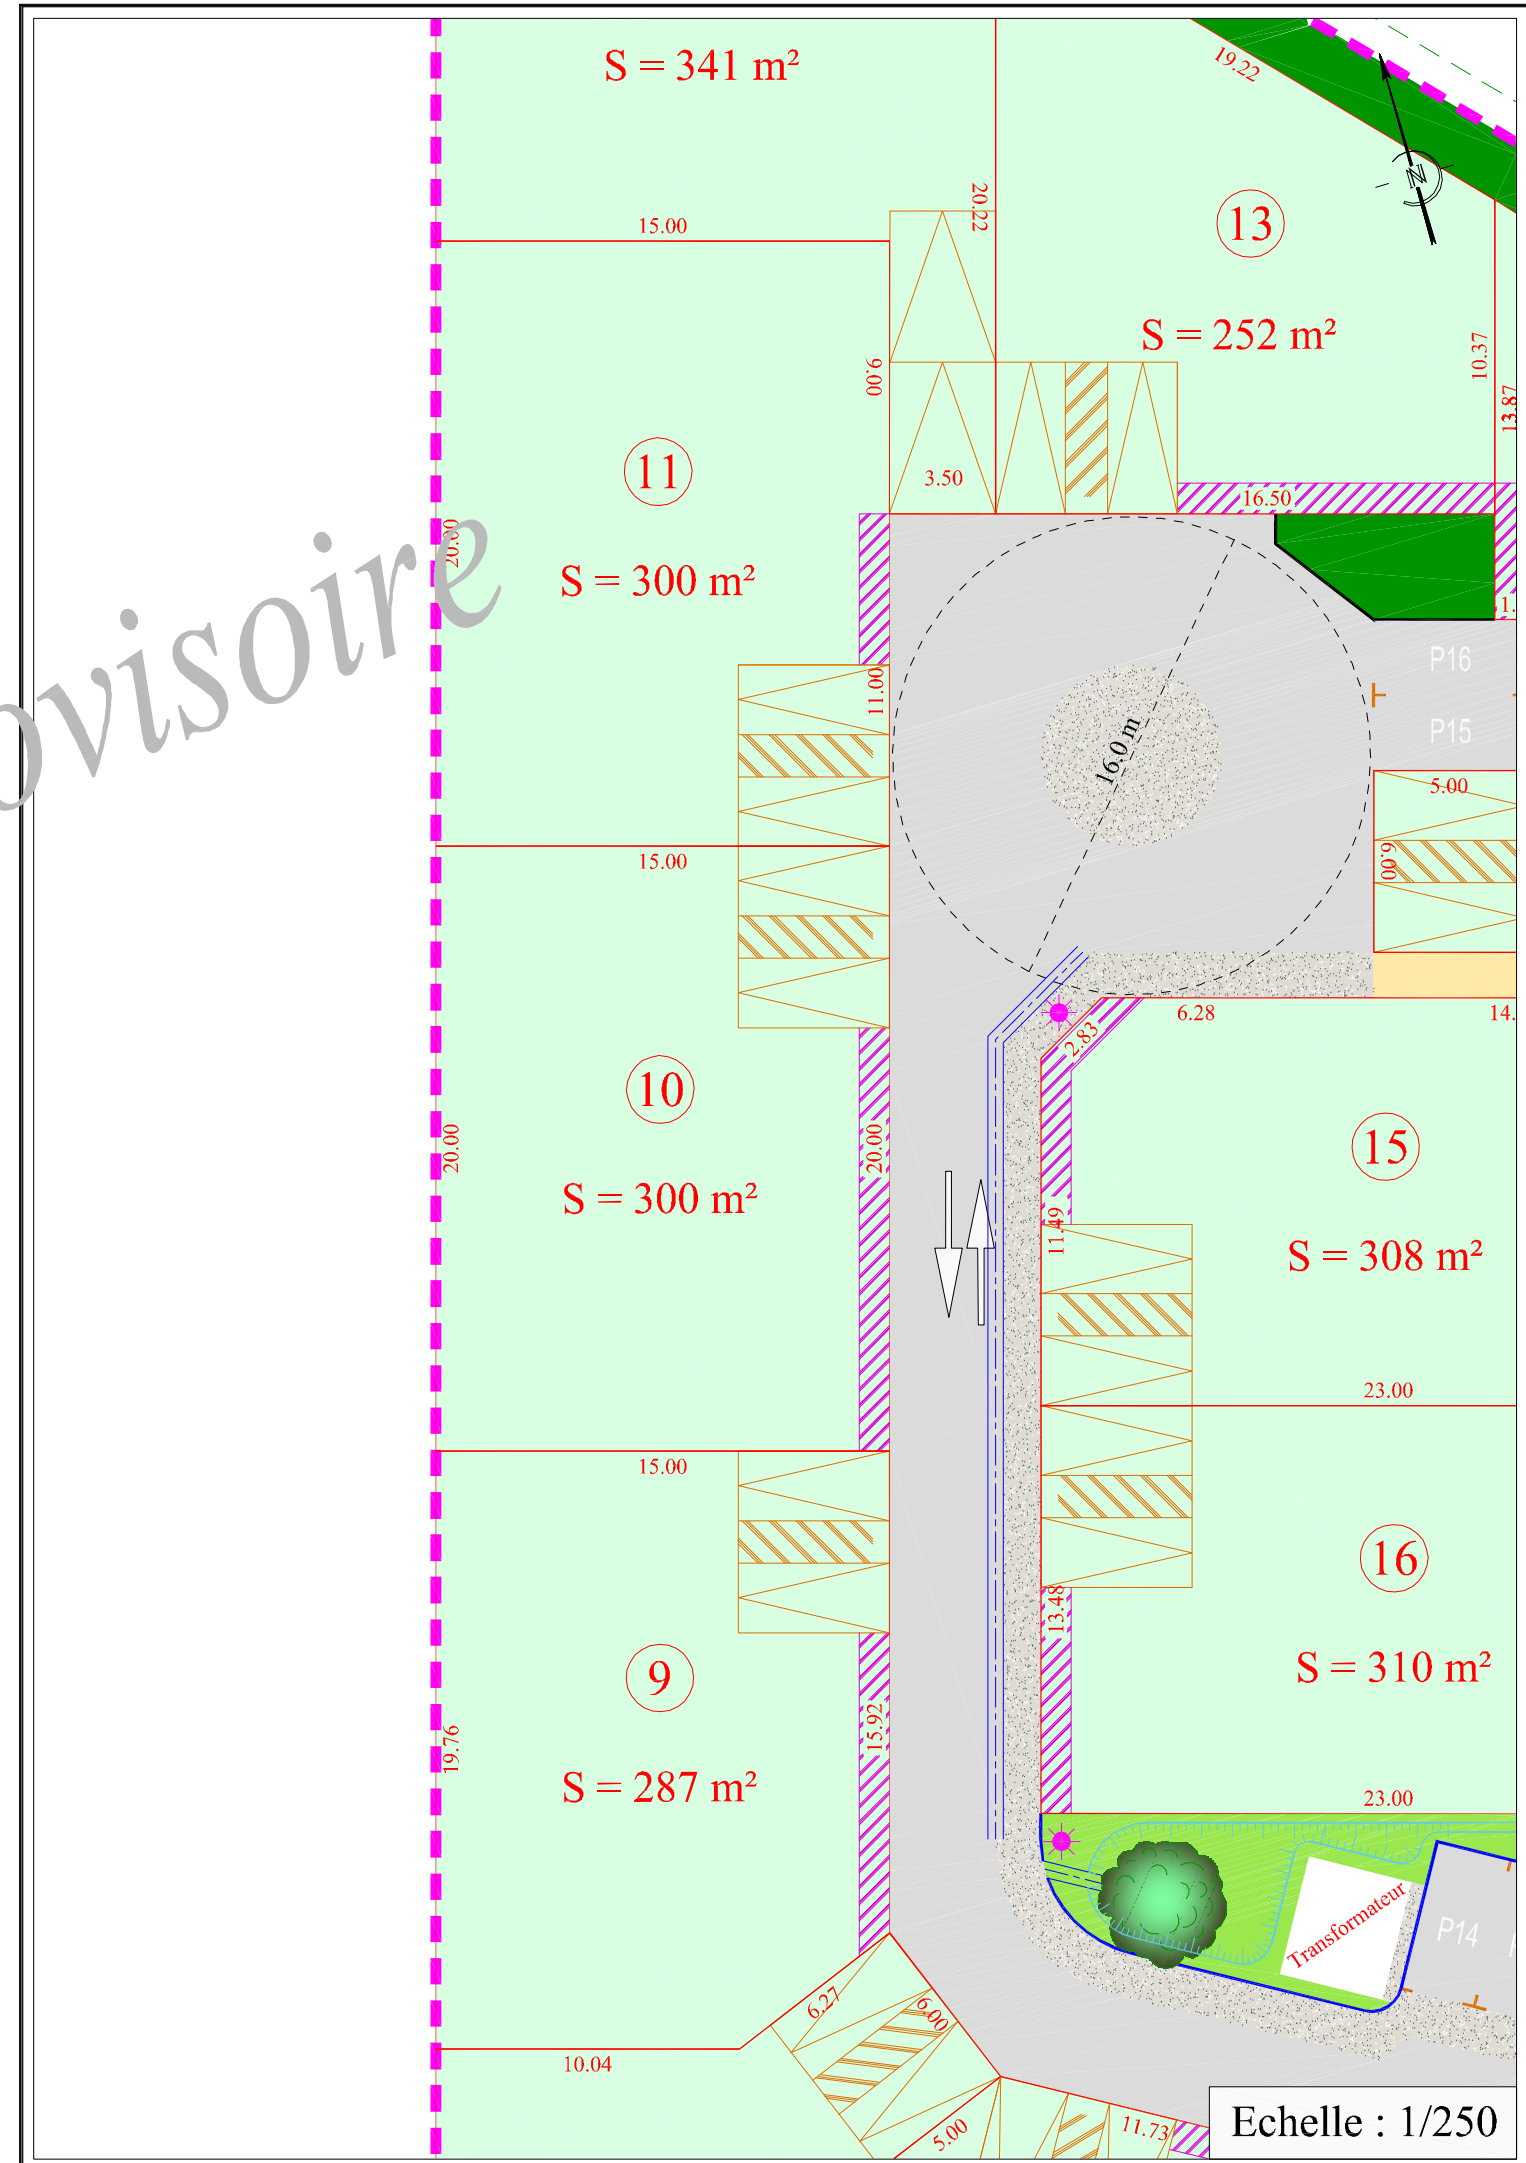 S = 341 m²
19.22
N
15.00
20.22
13
S = 252 m²
10.37
13.87
9.00
11
3.50
16.50
20.00
S = 300 m²
ovisoire
11.00
16.0 m
P16
P15
5.00
6.00
15.00
2.83
6.28
14.
10
20.00
20.00
S = 300 m²
15
11.49
S = 308 m²
23.00
15.00
16
13.48
S = 310 m²
9
19.76
15.92
S = 287 m²
23.00
Transformateur
P14
6.27
6.00
10.04
5.00
11.73
Echelle : 1/250